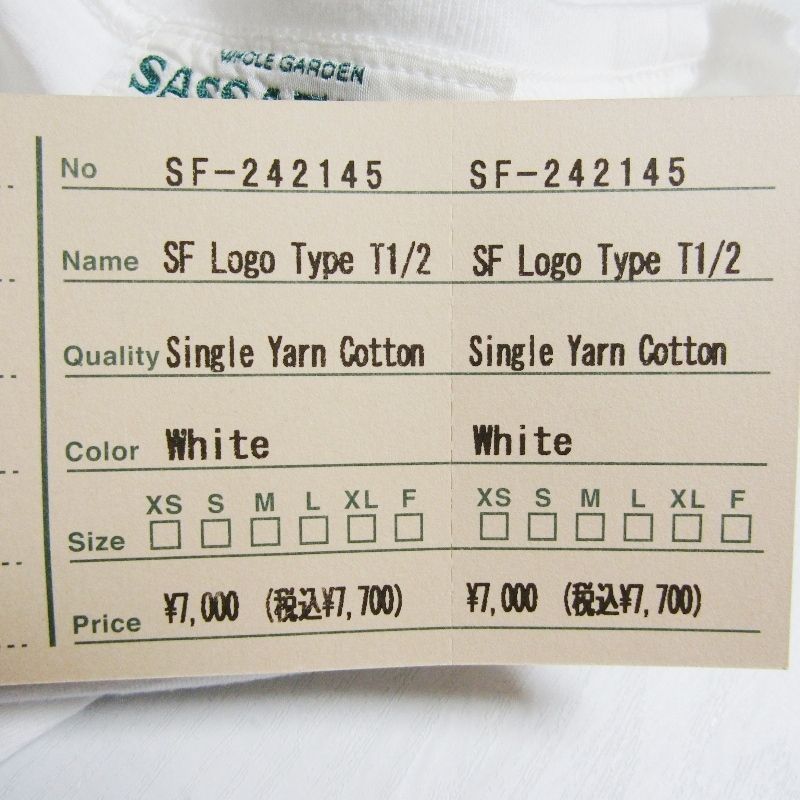 WHOLE GARDEN
No SF-242145 SF-242145
Name SF Logo Type T1/2 SF Logo Type T1/2
Quality Single Yarn Cotton Single Yarn Cotton
Color White White
XS S M L XL F XS S M L XL F
Size
Price ¥7,000 (税込¥7,700) ¥7,000 (税込¥7,700)